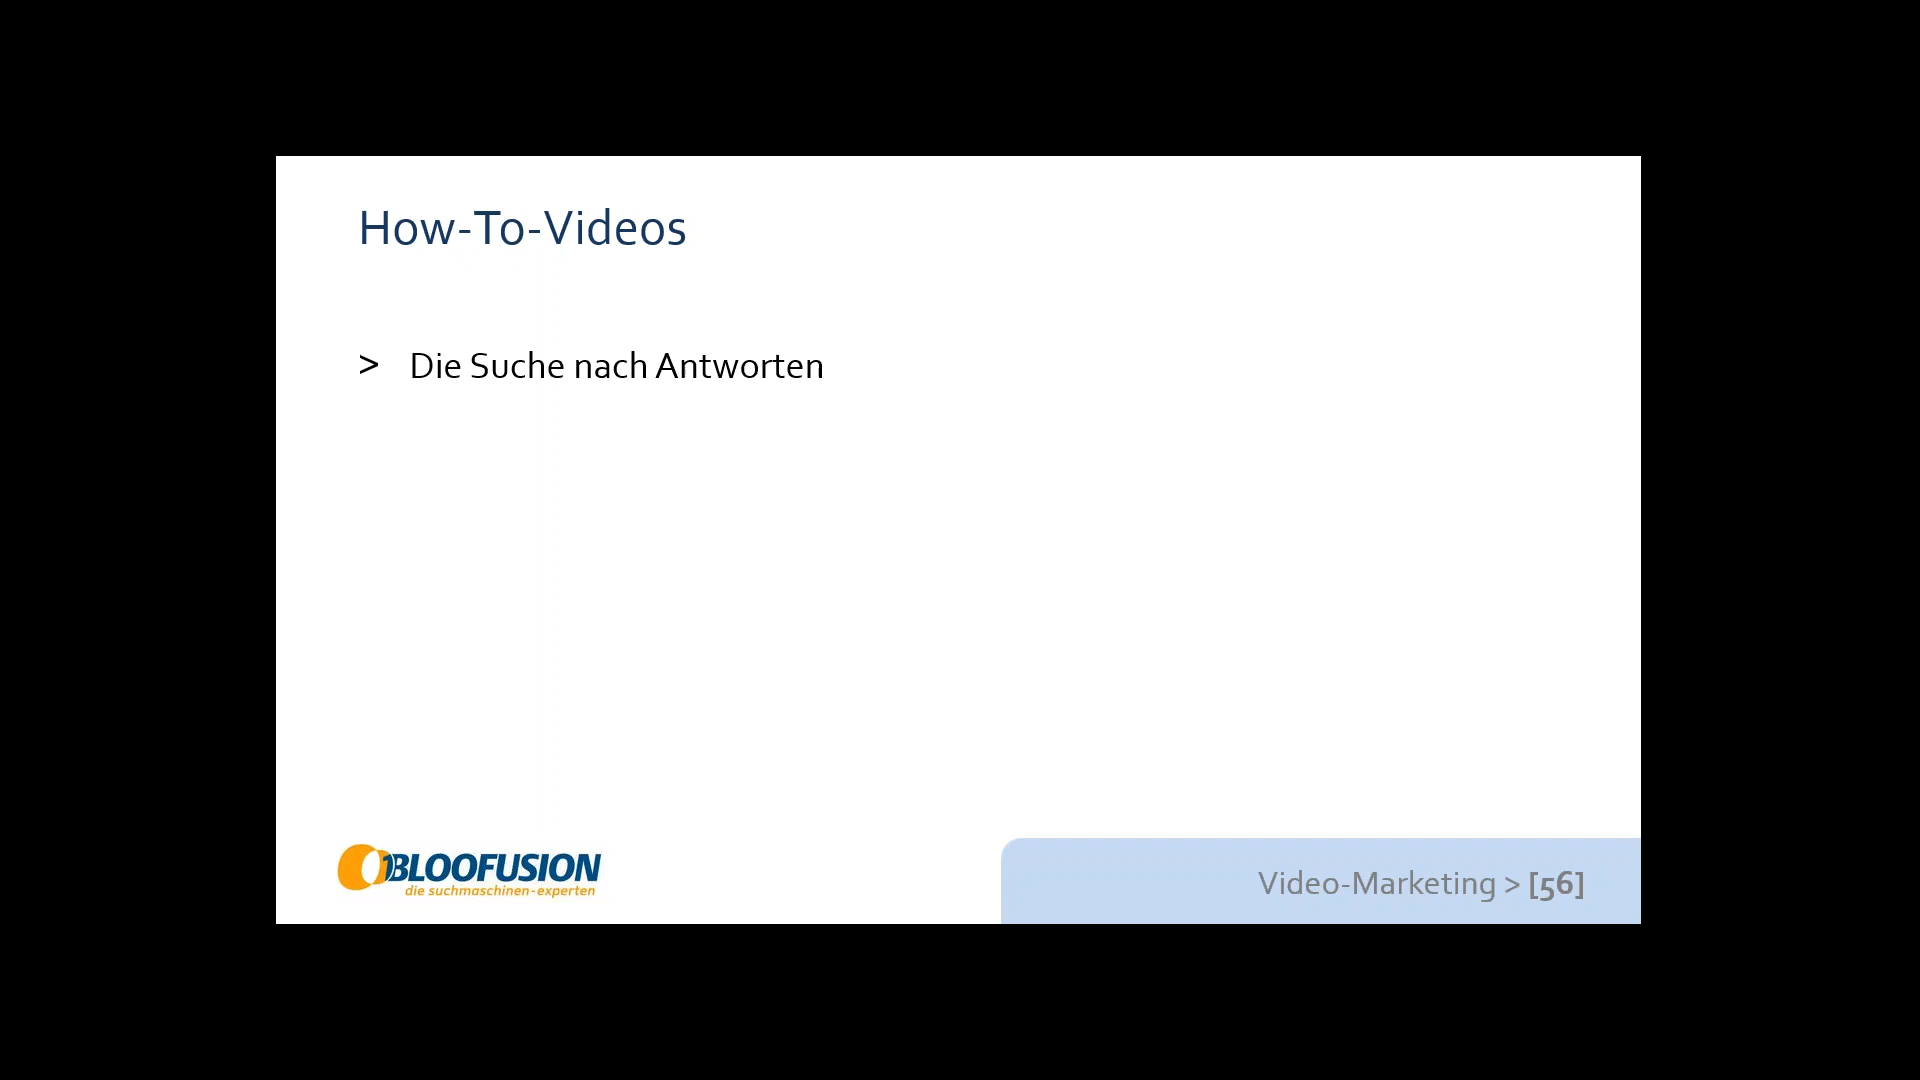 How-To-Videos
> Die Suche nach Antworten
BLOOFUSION
die suchmaschinen-experten
Video-Marketing > [56]